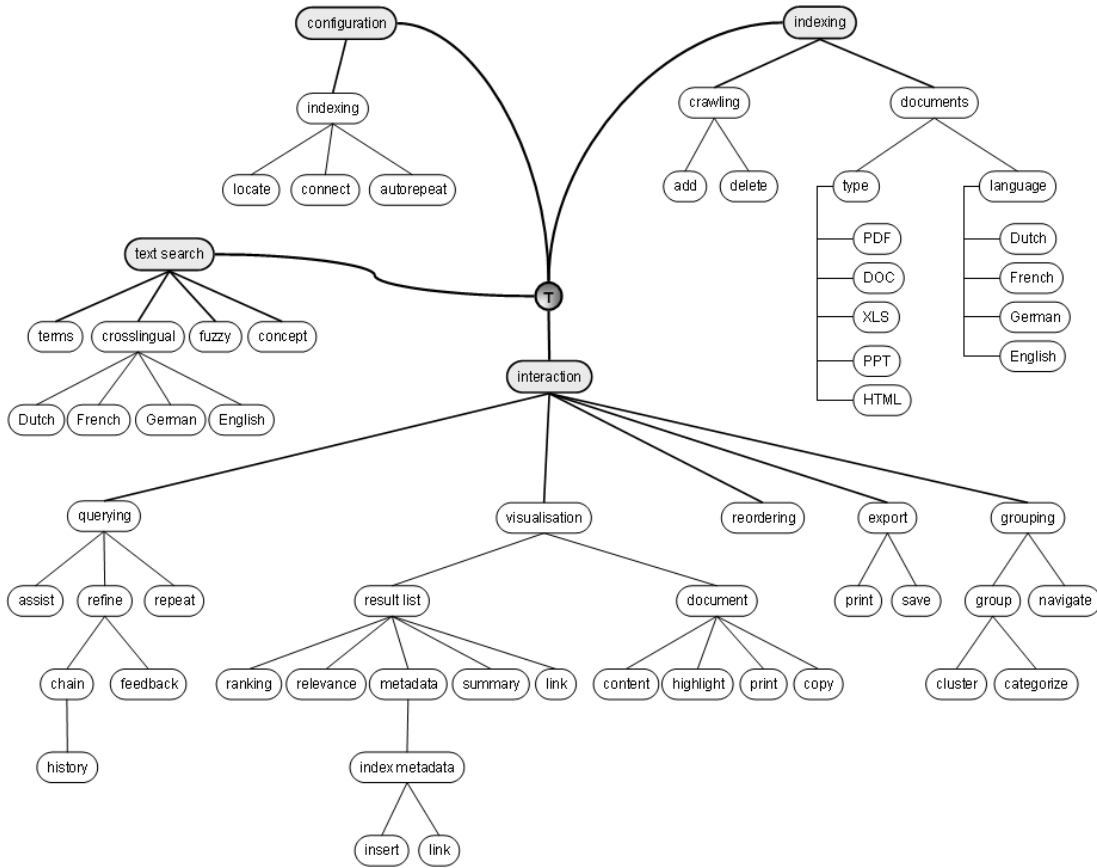 configuration
indexing
indexing
crawling
documents
locate
connect
autorepeat
add
delete
type
language
PDF
DOC
XLS
PPT
HTML
Dutch
French
German
English
text search
T
terms
crosslingual
fuzzy
concept
Dutch
French
German
English
interaction
querying
visualisation
reordering
export
grouping
assist
refine
repeat
result list
document
print
save
group
navigate
chain
feedback
ranking
relevance
metadata
summary
link
content
highlight
print
copy
cluster
categorize
history
index metadata
insert
link